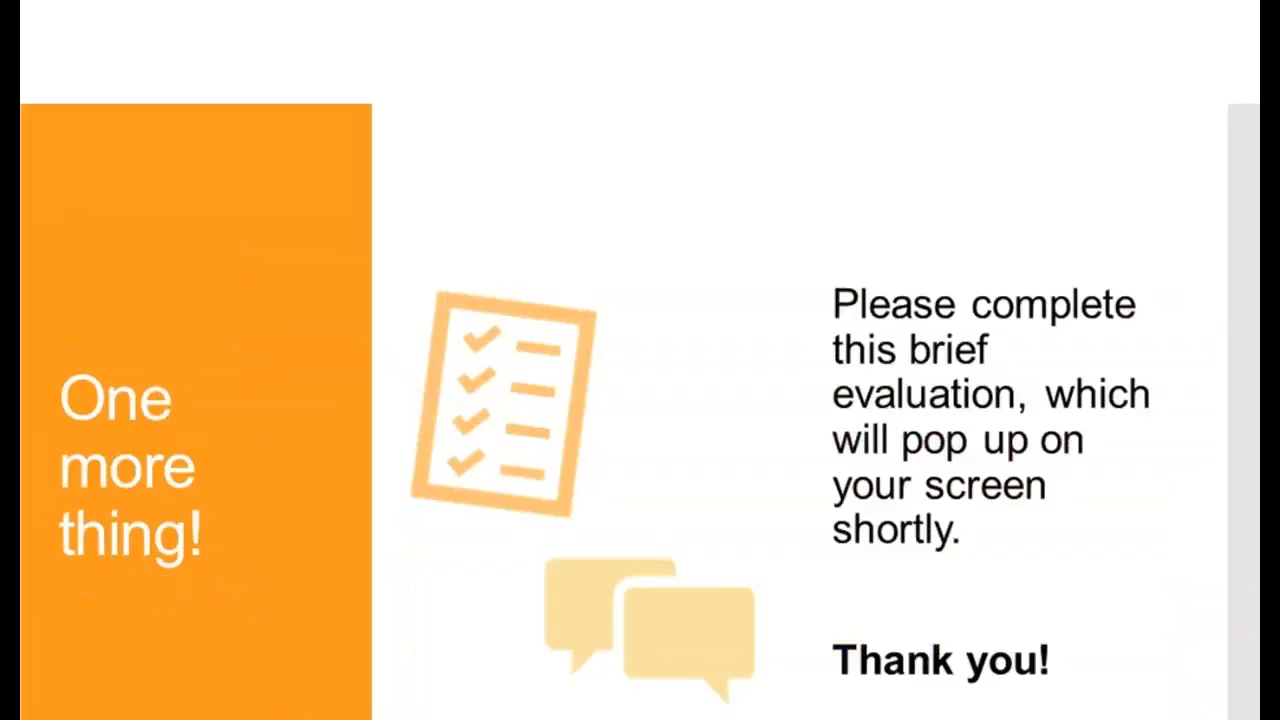 One
more
thing!
Please complete
this brief
evaluation, which
will pop up on
your screen
shortly.
Thank you!